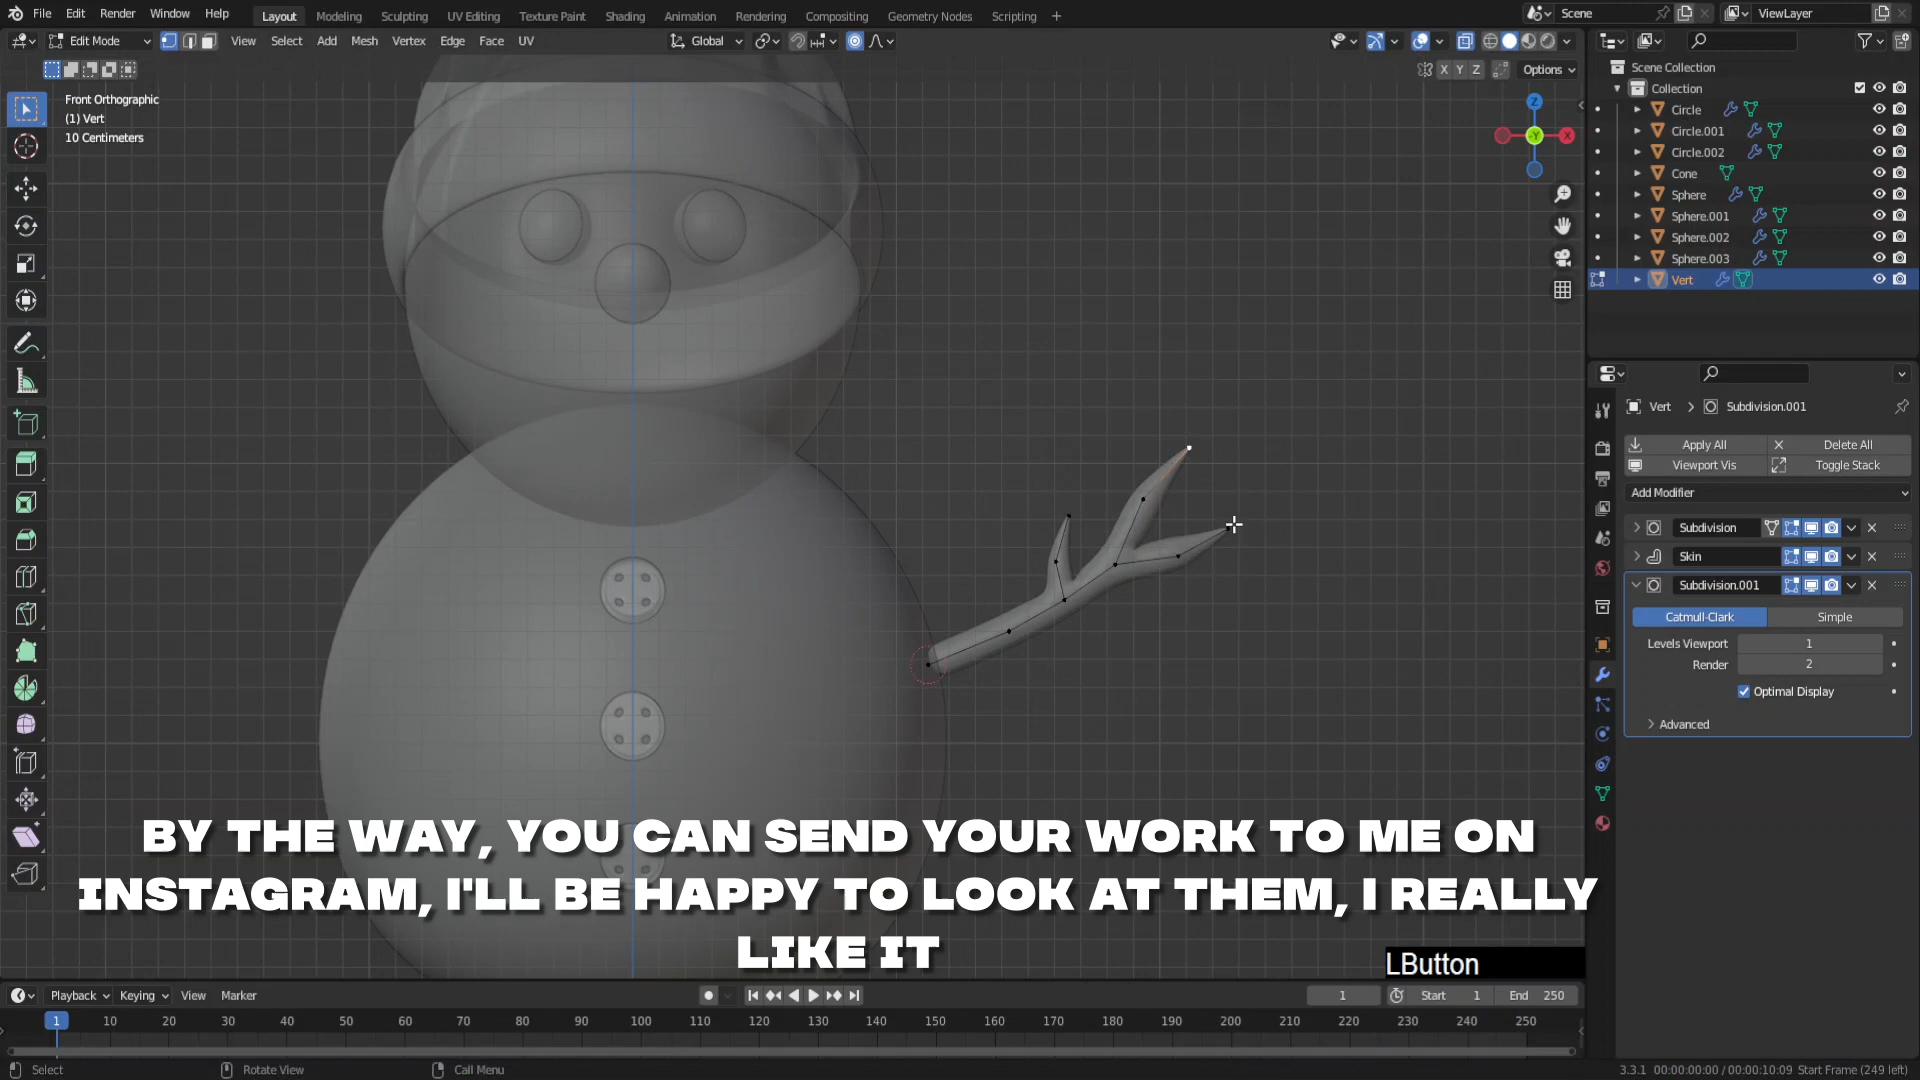 File Edit Render Window Help Layout Modeling Sculpting UV Editing Texture Paint Shading Animation Rendering Compositing Geometry Nodes Scripting + Scene ViewLayer
Edit Mode View Select Add Mesh Vertex Edge Face UV Global
X Y Z Options
Front Orthographic
(1) Vert
10 Centimeters
Z
-Y
X
Scene Collection
Collection
Circle
Circle.001
Circle.002
Cone
Sphere
Sphere.001
Sphere.002
Sphere.003
Vert
Vert Subdivision.001
Apply All Delete All
Viewport Vis Toggle Stack
Add Modifier
Subdivision
Skin
Subdivision.001
Catmull-Clark Simple
Levels Viewport 1
Render 2
Optimal Display
Advanced
BY THE WAY, YOU CAN SEND YOUR WORK TO ME ON
INSTAGRAM, I'LL BE HAPPY TO LOOK AT THEM, I REALLY
LIKE IT
LButton
Playback Keying View Marker 1 Start 1 End 250
1 10 20 30 40 50 60 70 80 90 100 110 120 130 140 150 160 170 180 190 200 210 220 230 240 250
Select Rotate View Call Menu 3.3.1 00:00:00:00 / 00:00:10:09 Start Frame (249 left)